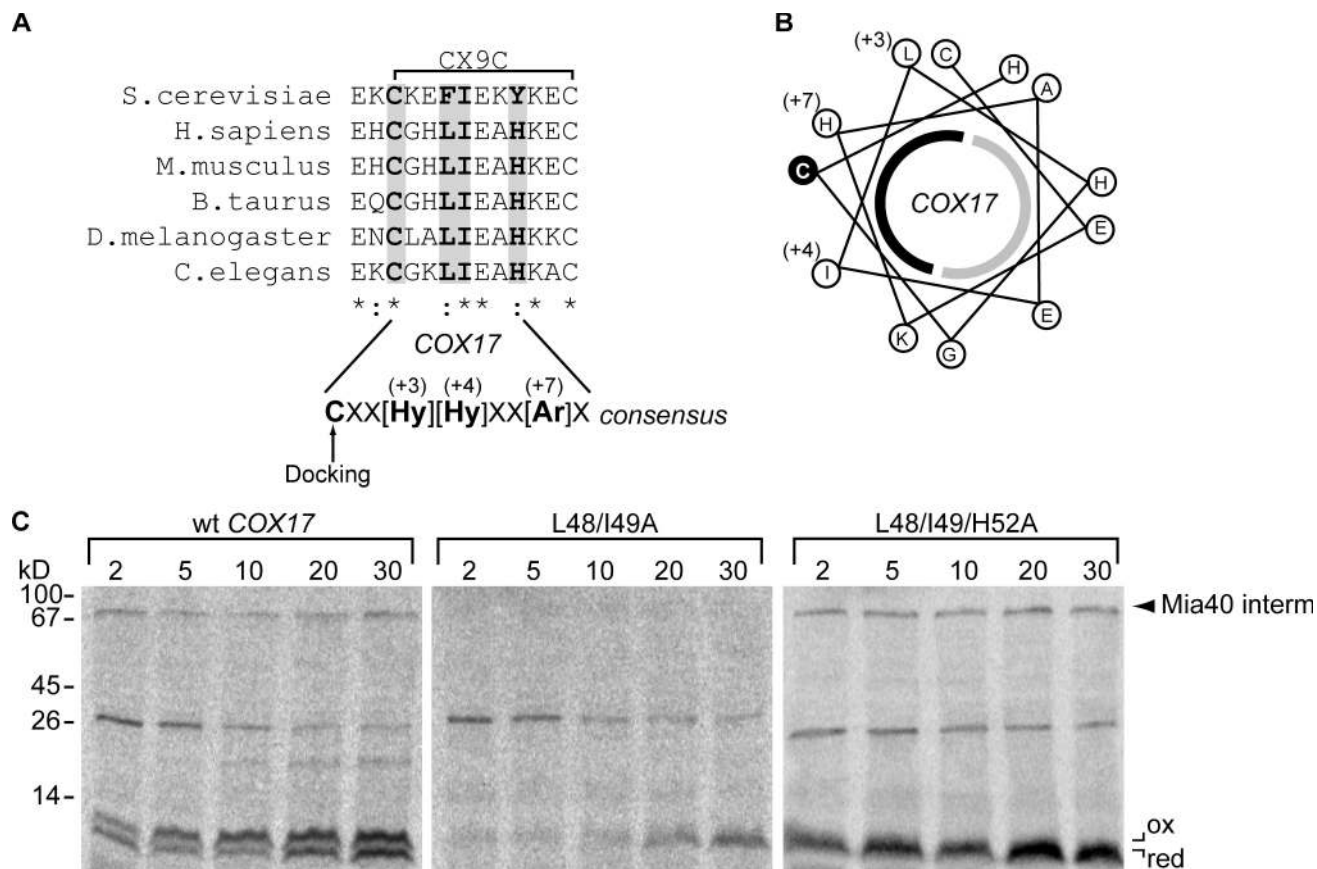 A
CX9C
S.cerevisiae EKCKEFIEKYKEC
H.sapiens EHCGHLIEAHKEC
M.musculus EHCGHLIEAHKEC
B.taurus EQCGHLIEAHKEC
D.melanogaster ENCLALIEAHKKC
C.elegans EKCGKLIEAHKAC
*:* :** :* *
COX17
(+3) (+4) (+7)
CXX[Hy][Hy]XX[Ar]X consensus
Docking
B
(+3) L C H
A
(+7) H
C
H
COX17
E
(+4) I
E
K G
C
wt COX17 L48/I49A L48/I49/H52A
kD 2 5 10 20 30 2 5 10 20 30 2 5 10 20 30
100-
67-
Mia40 interm
45-
26-
14-
ox
red